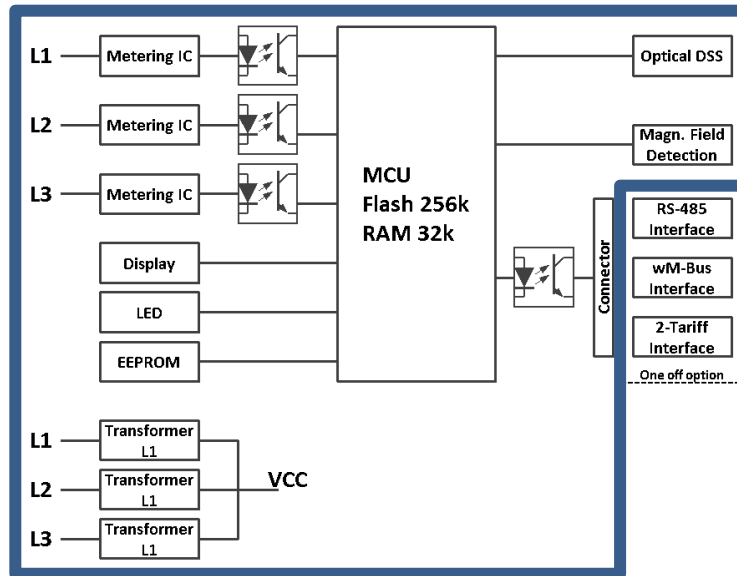 L1
Metering IC
L2
Metering IC
L3
Metering IC
Display
LED
EEPROM
MCU
Flash 256k
RAM 32k
Optical DSS
Magn. Field
Detection
Connector
RS-485
Interface
wM-Bus
Interface
2-Tariff
Interface
One off option
L1
Transformer
L1
L2
Transformer
L1
L3
Transformer
L1
VCC